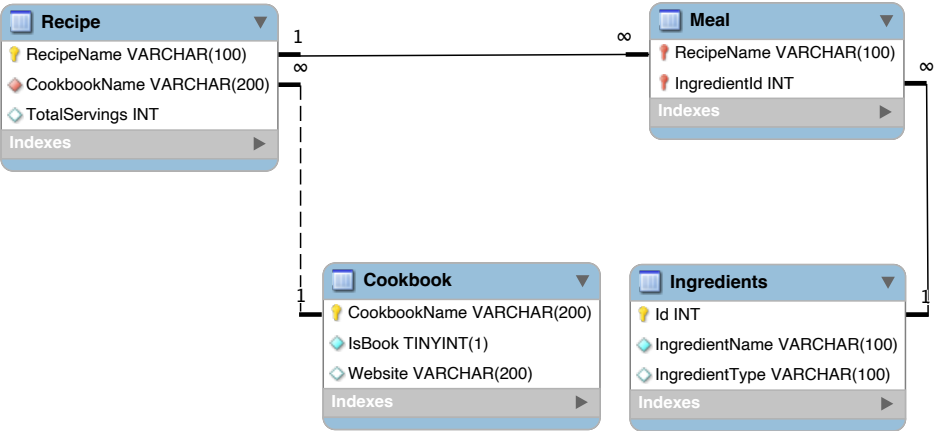 Recipe
RecipeName VARCHAR(100)
CookbookName VARCHAR(200)
TotalServings INT
Indexes
1
∞
∞
Meal
RecipeName VARCHAR(100)
IngredientId INT
Indexes
∞
1
Cookbook
CookbookName VARCHAR(200)
IsBook TINYINT(1)
Website VARCHAR(200)
Indexes
Ingredients
Id INT
IngredientName VARCHAR(100)
IngredientType VARCHAR(100)
Indexes
1